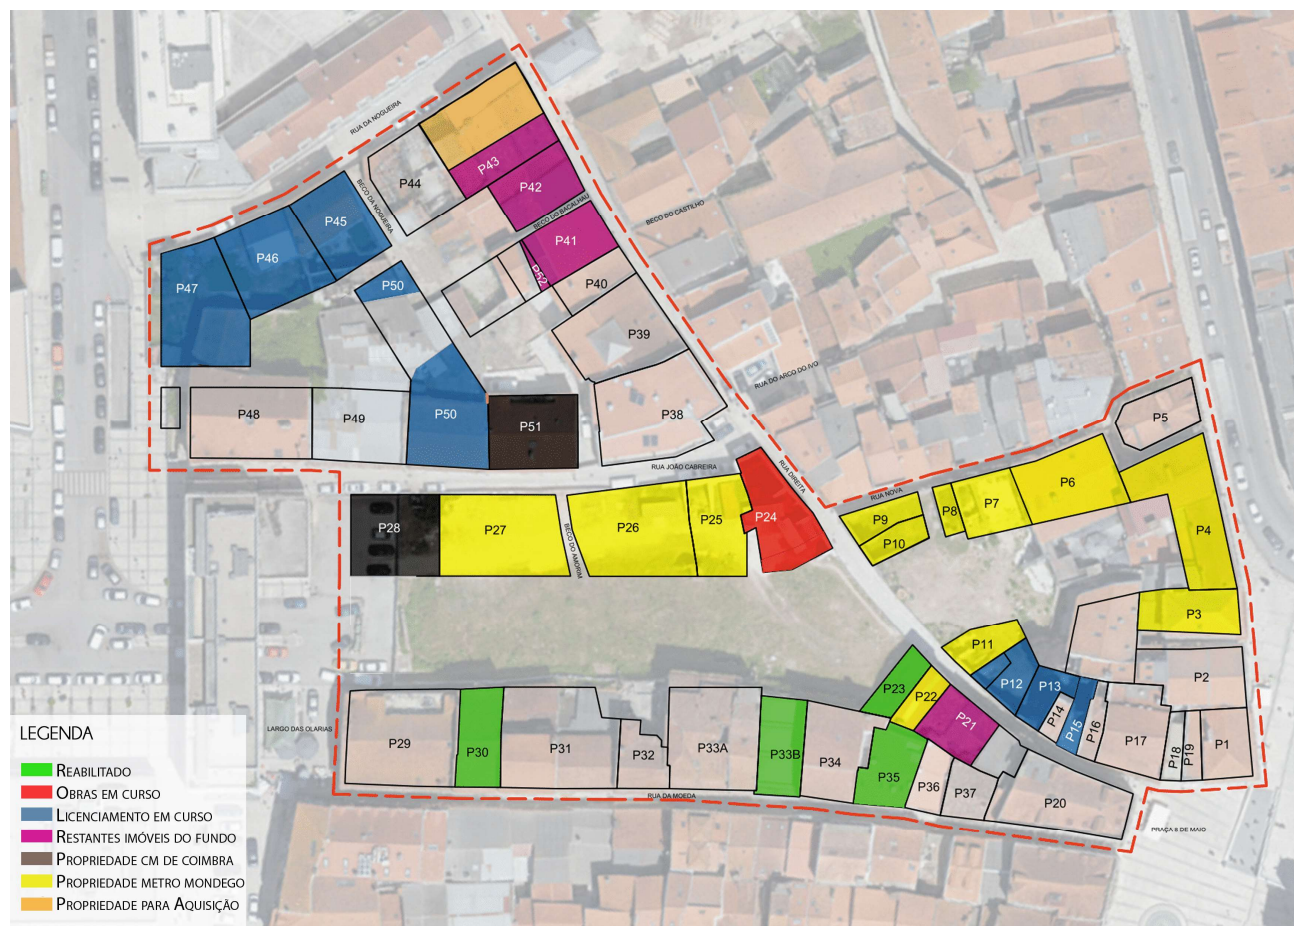 RUA DA NOGUEIRA
P44
P43
P42
BECO DA NOGUEIRA
BECO DO BACALHAU
BECO DO CASTILHO
P45
P46
P47
P41
P52
P50
P40
P39
RUA DO ARCO DO IVO
P48
P49
P50
P51
P38
P5
RUA JOÃO CABREIRA
RUA DIREITA
RUA NOVA
P28
P27
BECO DO AMORIM
P26
P25
P24
P9
P10
P8
P7
P6
P4
P3
P11
P12
P13
P14
P15
P16
P2
P23
P22
P21
P17
P18
P19
P1
LARGO DAS OLARIAS
P29
P30
P31
P32
P33A
P33B
P34
P35
P36
P37
P20
RUA DA MOEDA
PRAÇA 8 DE MAIO
LEGENDA
REABILITADO
OBRAS EM CURSO
LICENCIAMENTO EM CURSO
RESTANTES IMÓVEIS DO FUNDO
PROPRIEDADE CM DE COIMBRA
PROPRIEDADE METRO MONDEGO
PROPRIEDADE PARA AQUISIÇÃO